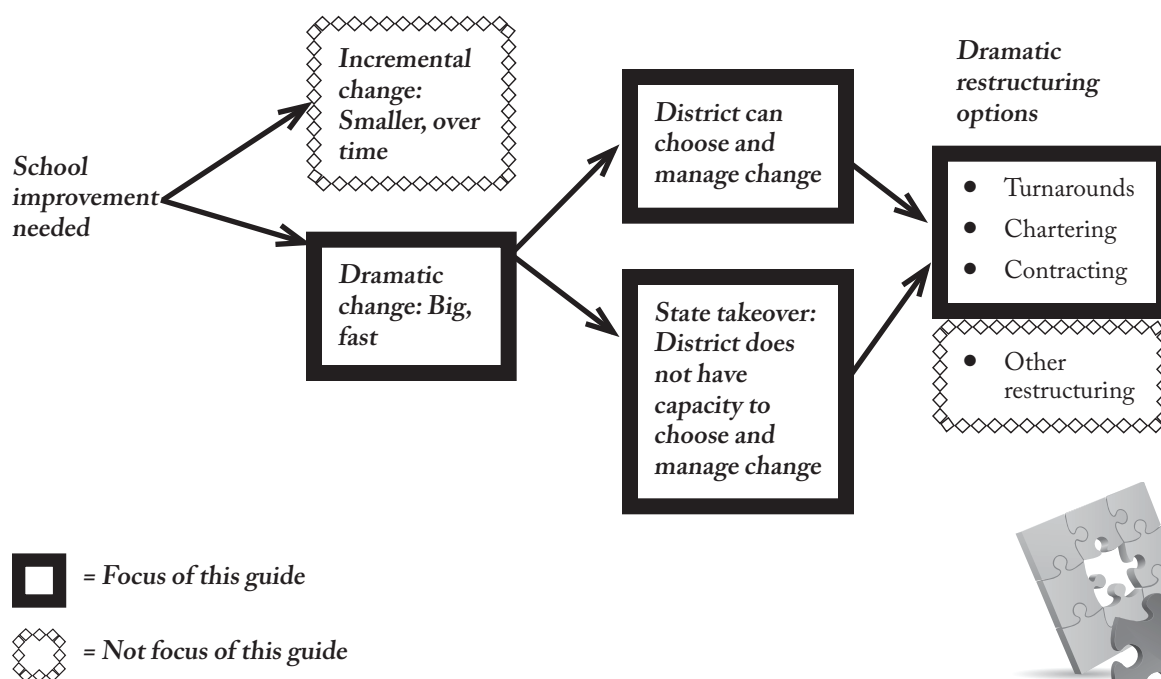 School
improvement
needed
Incremental
change:
Smaller, over
time
Dramatic
change: Big,
fast
District can
choose and
manage change
State takeover:
District does
not have
capacity to
choose and
manage change
Dramatic
restructuring
options
● Turnarounds
● Chartering
● Contracting
● Other
restructuring
= Focus of this guide
= Not focus of this guide